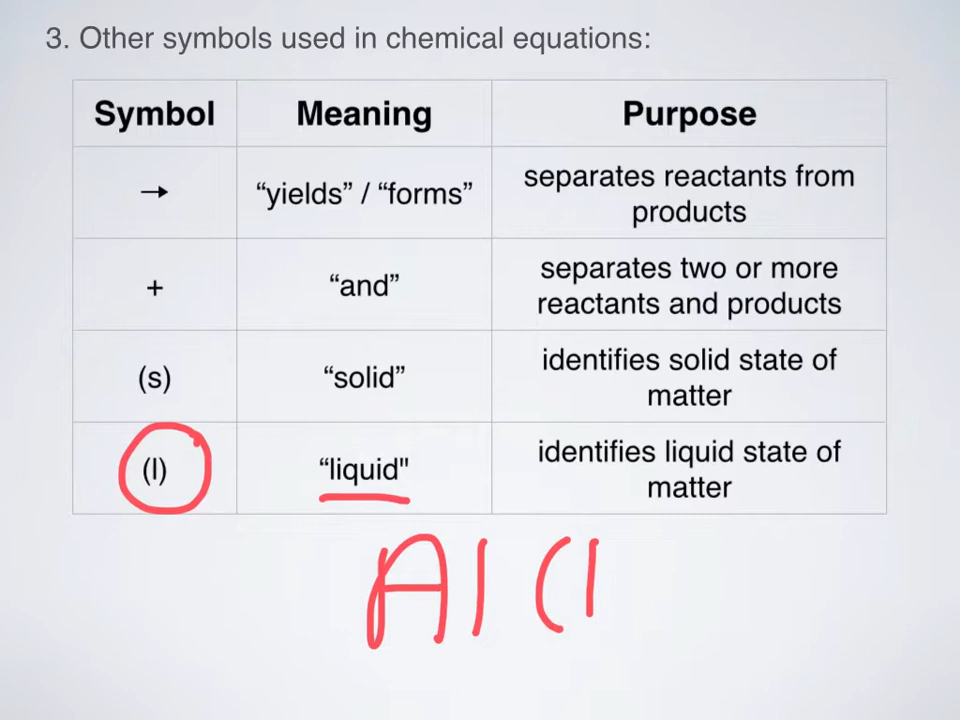 3. Other symbols used in chemical equations:
Symbol Meaning Purpose
→ “yields” / “forms” separates reactants from
products
+ “and” separates two or more
reactants and products
(s) “solid” identifies solid state of
matter
(l) “liquid" identifies liquid state of
matter
Al (l